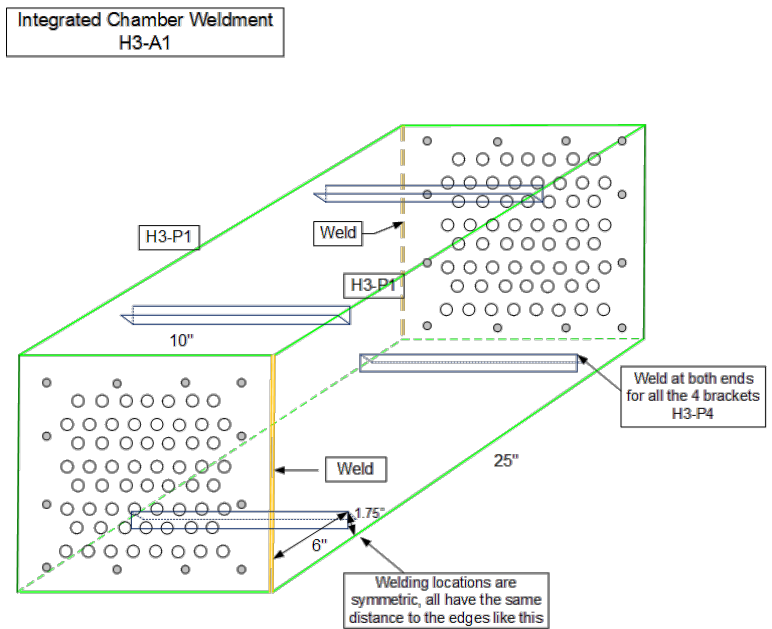 Integrated Chamber Weldment
H3-A1
H3-P1
Weld
H3-P1
10"
Weld at both ends
for all the 4 brackets
H3-P4
25"
Weld
1.75"
6"
Welding locations are
symmetric, all have the same
distance to the edges like this